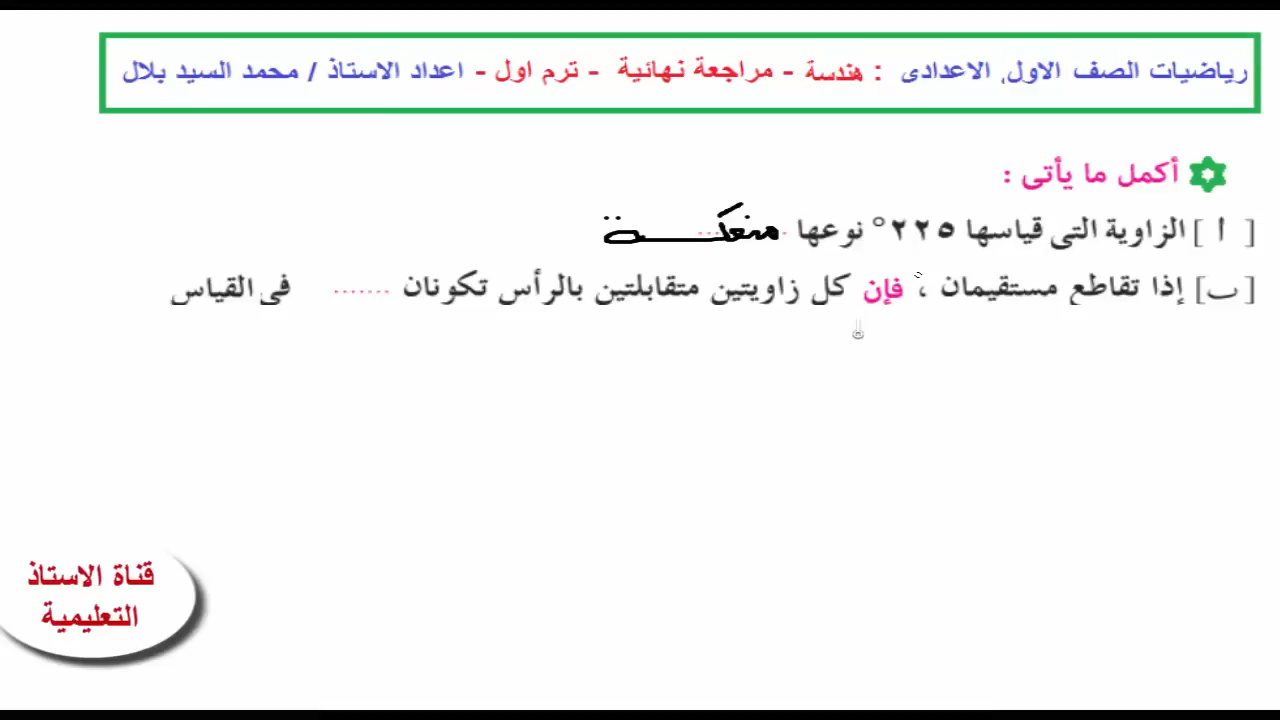 رياضيات الصف الاول الاعدادى : هندسة - مراجعة نهائية - ترم اول - اعداد الاستاذ / محمد السيد بلال
أكمل ما يأتى :
[ أ ] الزاوية التى قياسها ٢٢٥° نوعها منعكسة
[ب] إذا تقاطع مستقيمان ، فإن كل زاويتين متقابلتين بالرأس تكونان ....... فى القياس
قناة الاستاذ
التعليمية